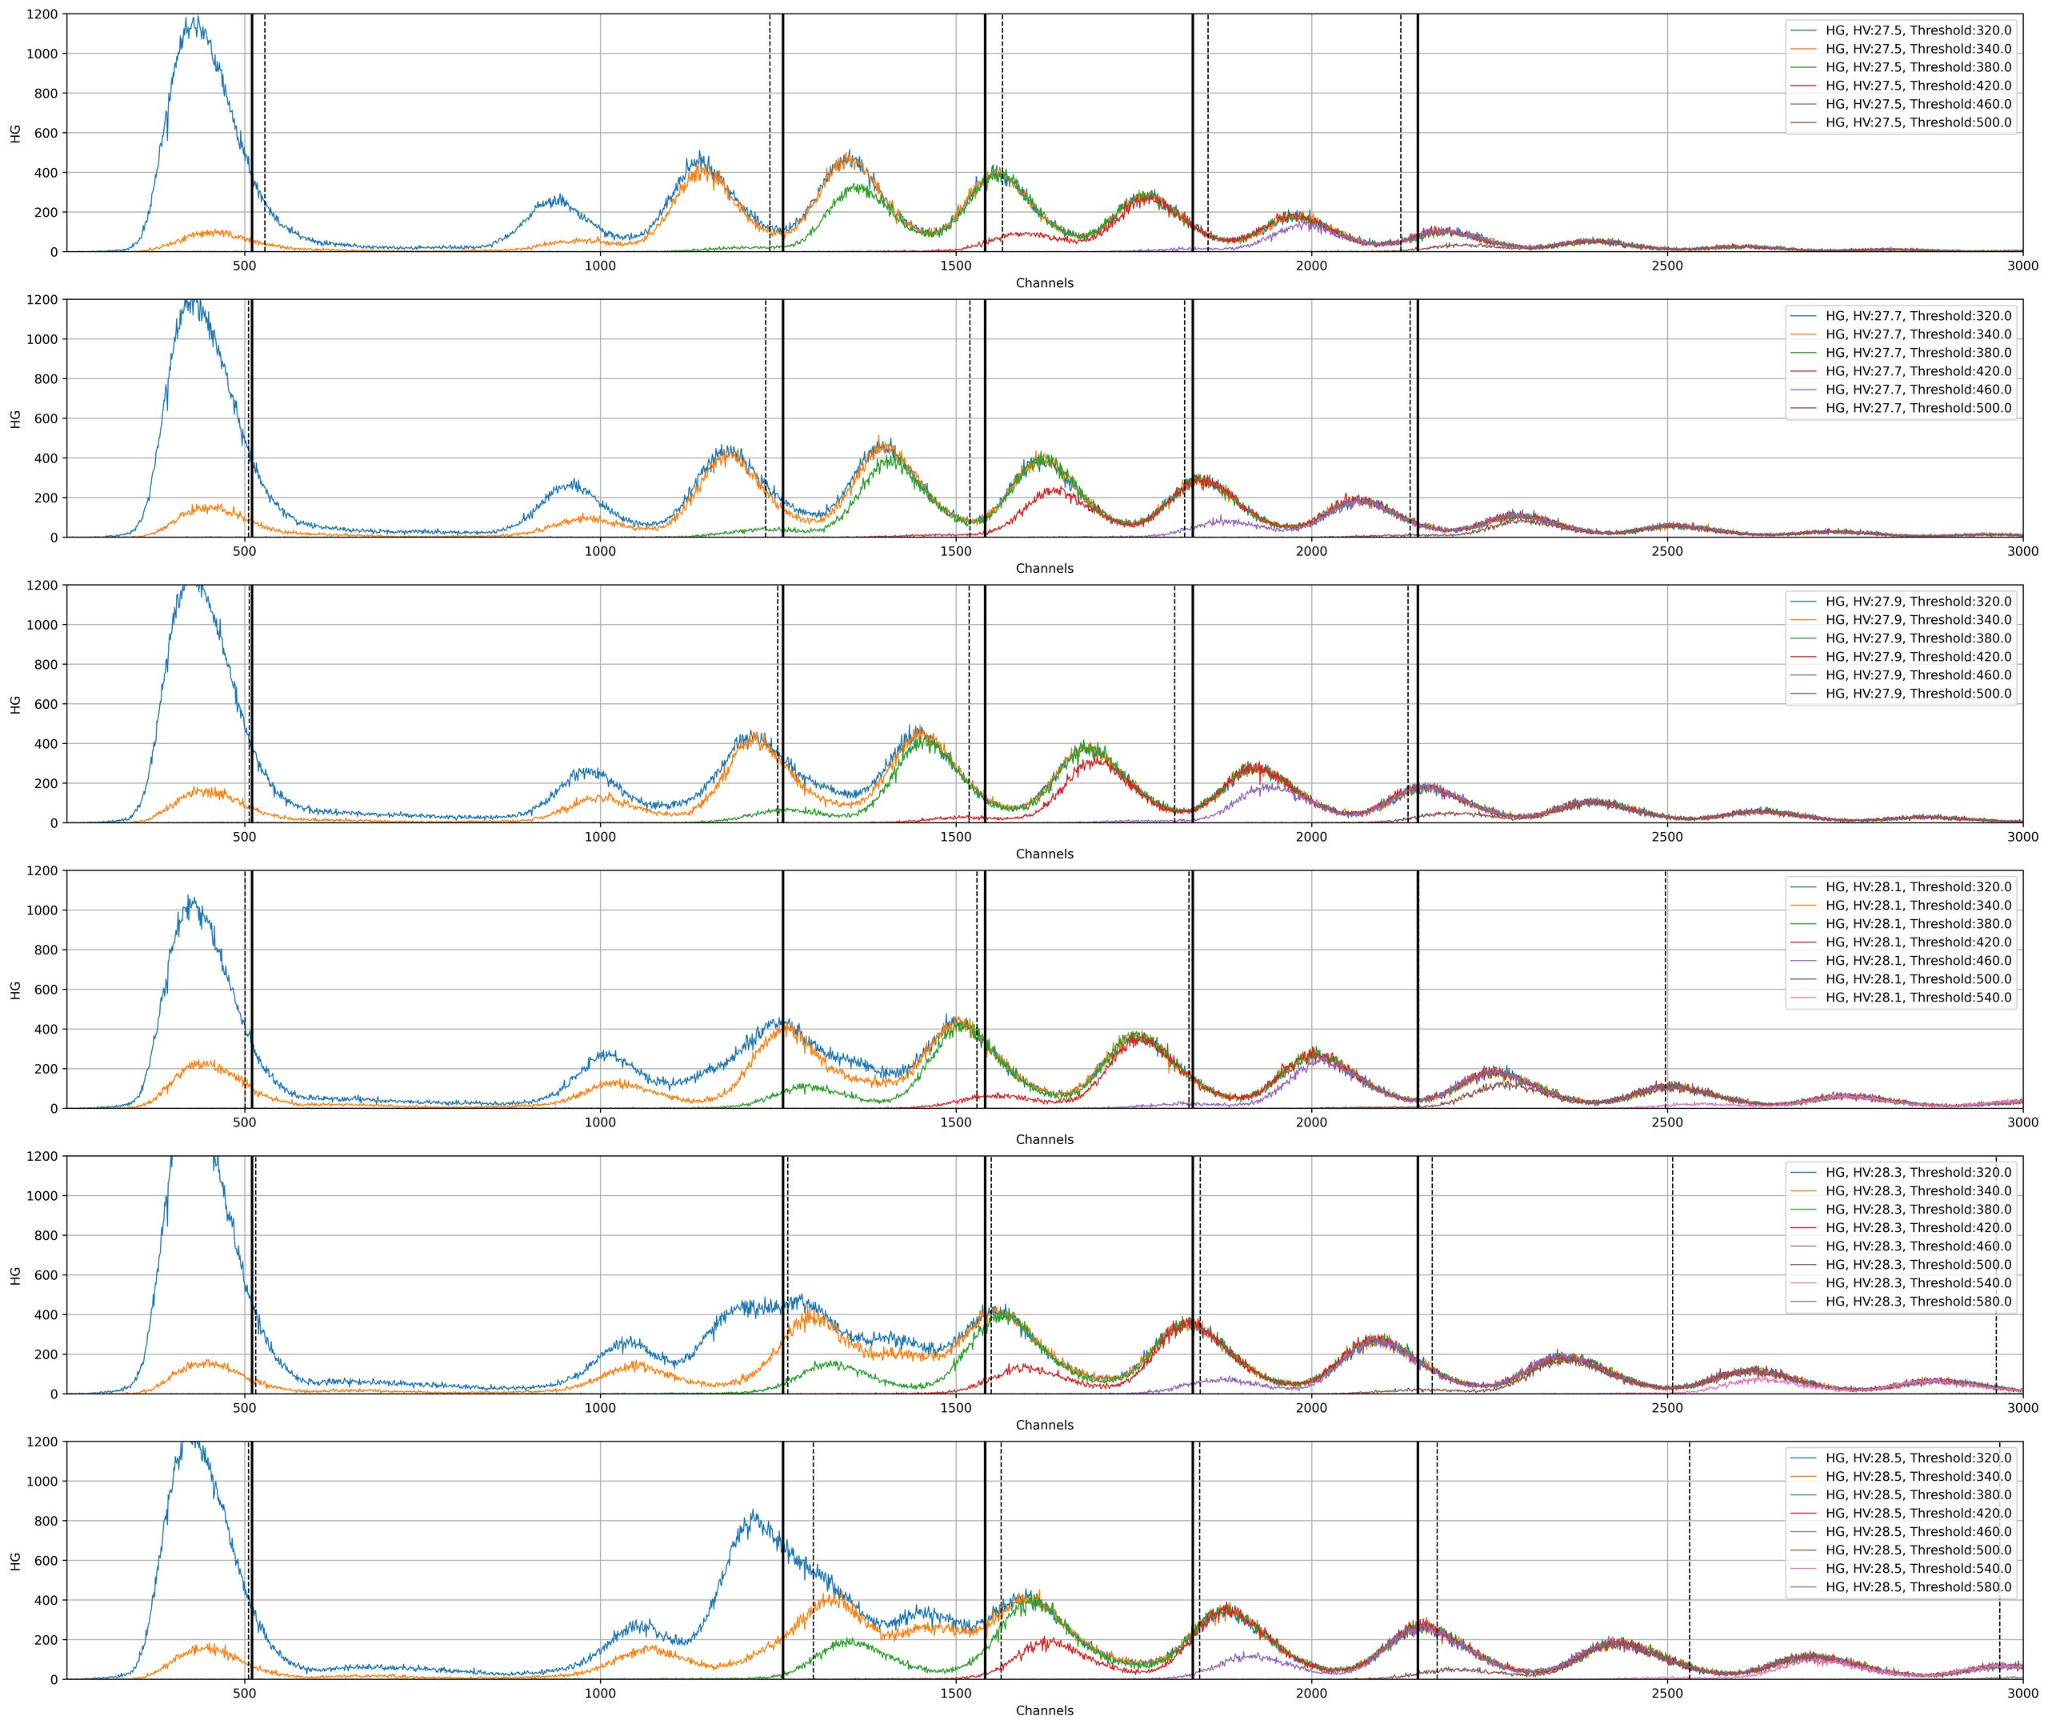 1200
1000
800
600
400
200
0
HG
500
1000
1500
2000
2500
3000
Channels
HG, HV:27.5, Threshold:320.0
HG, HV:27.5, Threshold:340.0
HG, HV:27.5, Threshold:380.0
HG, HV:27.5, Threshold:420.0
HG, HV:27.5, Threshold:460.0
HG, HV:27.5, Threshold:500.0
1200
1000
800
600
400
200
0
HG
500
1000
1500
2000
2500
3000
Channels
HG, HV:27.7, Threshold:320.0
HG, HV:27.7, Threshold:340.0
HG, HV:27.7, Threshold:380.0
HG, HV:27.7, Threshold:420.0
HG, HV:27.7, Threshold:460.0
HG, HV:27.7, Threshold:500.0
1200
1000
800
600
400
200
0
HG
500
1000
1500
2000
2500
3000
Channels
HG, HV:27.9, Threshold:320.0
HG, HV:27.9, Threshold:340.0
HG, HV:27.9, Threshold:380.0
HG, HV:27.9, Threshold:420.0
HG, HV:27.9, Threshold:460.0
HG, HV:27.9, Threshold:500.0
1200
1000
800
600
400
200
0
HG
500
1000
1500
2000
2500
3000
Channels
HG, HV:28.1, Threshold:320.0
HG, HV:28.1, Threshold:340.0
HG, HV:28.1, Threshold:380.0
HG, HV:28.1, Threshold:420.0
HG, HV:28.1, Threshold:460.0
HG, HV:28.1, Threshold:500.0
HG, HV:28.1, Threshold:540.0
1200
1000
800
600
400
200
0
HG
500
1000
1500
2000
2500
3000
Channels
HG, HV:28.3, Threshold:320.0
HG, HV:28.3, Threshold:340.0
HG, HV:28.3, Threshold:380.0
HG, HV:28.3, Threshold:420.0
HG, HV:28.3, Threshold:460.0
HG, HV:28.3, Threshold:500.0
HG, HV:28.3, Threshold:540.0
HG, HV:28.3, Threshold:580.0
1200
1000
800
600
400
200
0
HG
500
1000
1500
2000
2500
3000
Channels
HG, HV:28.5, Threshold:320.0
HG, HV:28.5, Threshold:340.0
HG, HV:28.5, Threshold:380.0
HG, HV:28.5, Threshold:420.0
HG, HV:28.5, Threshold:460.0
HG, HV:28.5, Threshold:500.0
HG, HV:28.5, Threshold:540.0
HG, HV:28.5, Threshold:580.0